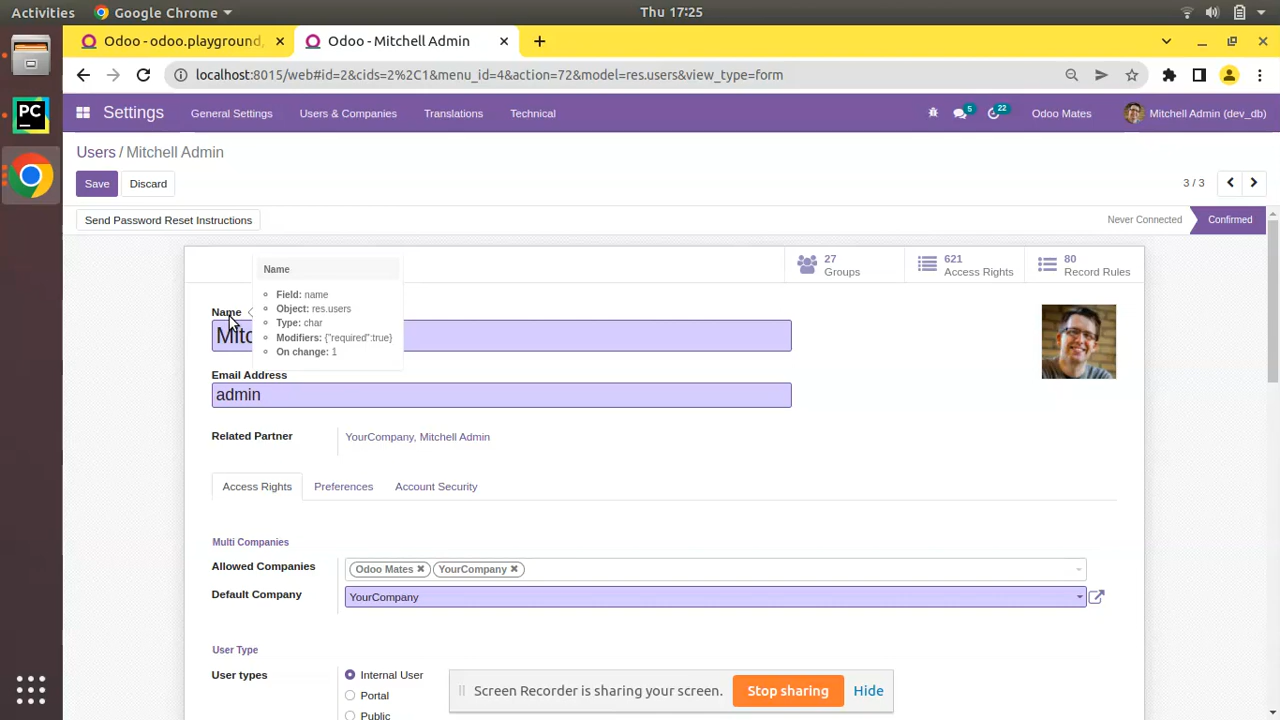 Activities Google Chrome Thu 17:25
Odoo - odoo.playground, Odoo - Mitchell Admin
localhost:8015/web#id=2&cids=2%2C1&menu_id=4&action=72&model=res.users&view_type=form
Settings General Settings Users & Companies Translations Technical 5 22 Odoo Mates Mitchell Admin (dev_db)
Users / Mitchell Admin
Save Discard 3 / 3
Send Password Reset Instructions Never Connected Confirmed
27 Groups
621 Access Rights
80 Record Rules
Name
Field: name
Object: res.users
Type: char
Modifiers: {"required":true}
On change: 1
Name
Mitc
Email Address
admin
Related Partner YourCompany, Mitchell Admin
Access Rights Preferences Account Security
Multi Companies
Allowed Companies Odoo Mates YourCompany
Default Company YourCompany
User Type
User types Internal User
Portal
Public
PC
Screen Recorder is sharing your screen. Stop sharing Hide